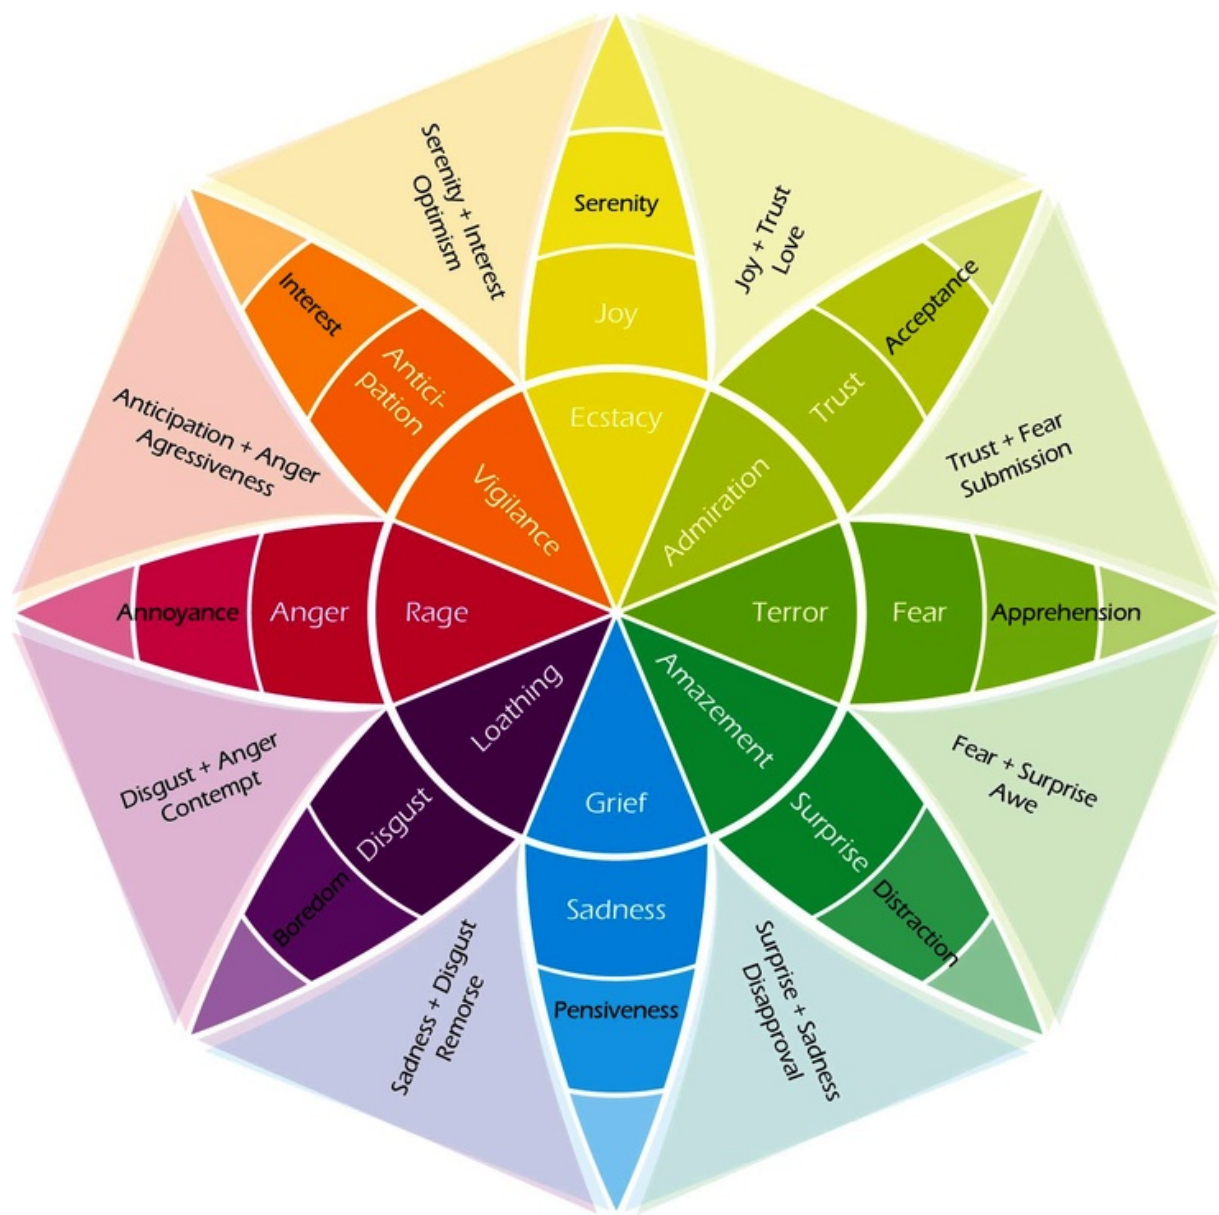 Serenity + Interest
Optimism
Serenity
Joy + Trust
Love
Joy
Ecstacy
Interest
Antici-
pation
Vigilance
Acceptance
Trust
Admiration
Anticipation + Anger
Agressiveness
Trust + Fear
Submission
Annoyance
Anger
Rage
Terror
Fear
Apprehension
Loathing
Disgust
Boredom
Amazement
Surprise
Distraction
Disgust + Anger
Contempt
Fear + Surprise
Awe
Grief
Sadness
Pensiveness
Sadness + Disgust
Remorse
Surprise + Sadness
Disapproval